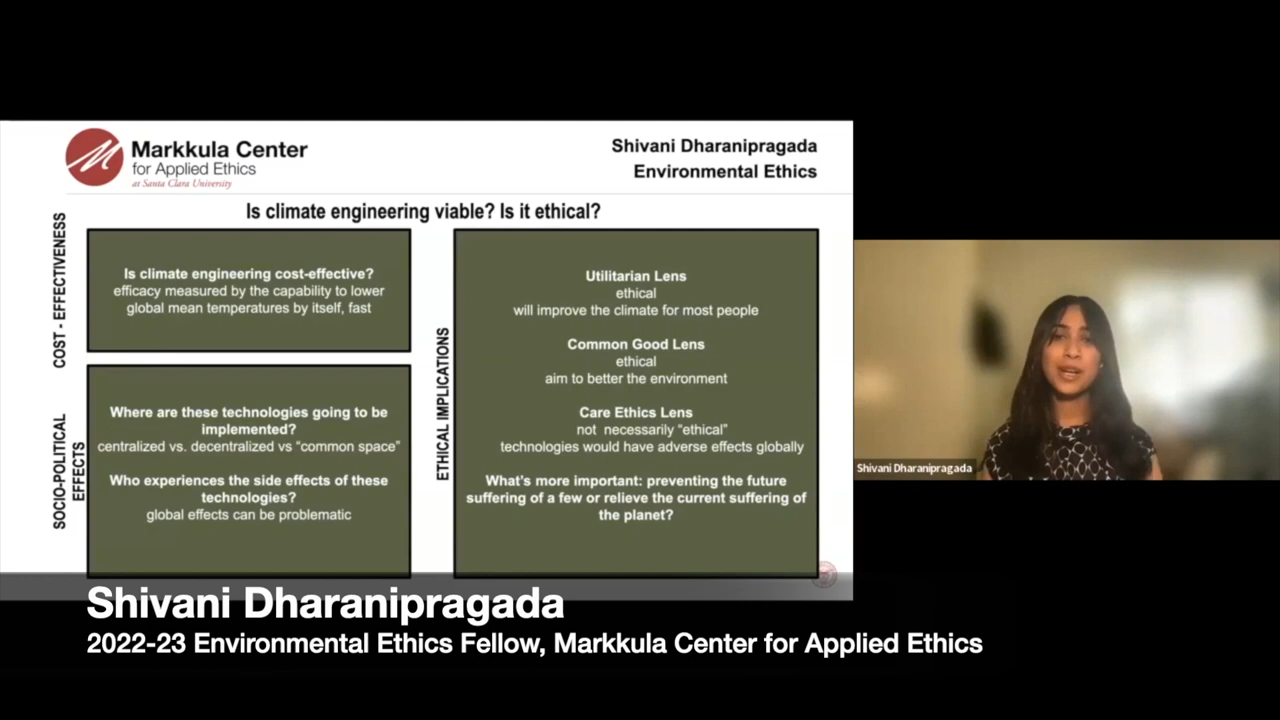 Markkula Center
for Applied Ethics
at Santa Clara University
Shivani Dharanipragada
Environmental Ethics
Is climate engineering viable? Is it ethical?
COST - EFFECTIVENESS
Is climate engineering cost-effective?
efficacy measured by the capability to lower
global mean temperatures by itself, fast
SOCIO-POLITICAL
EFFECTS
Where are these technologies going to be
implemented?
centralized vs. decentralized vs “common space”
Who experiences the side effects of these
technologies?
global effects can be problematic
ETHICAL IMPLICATIONS
Utilitarian Lens
ethical
will improve the climate for most people
Common Good Lens
ethical
aim to better the environment
Care Ethics Lens
not necessarily “ethical”
technologies would have adverse effects globally
What’s more important: preventing the future
suffering of a few or relieve the current suffering of
the planet?
Shivani Dharanipragada
Shivani Dharanipragada
2022-23 Environmental Ethics Fellow, Markkula Center for Applied Ethics